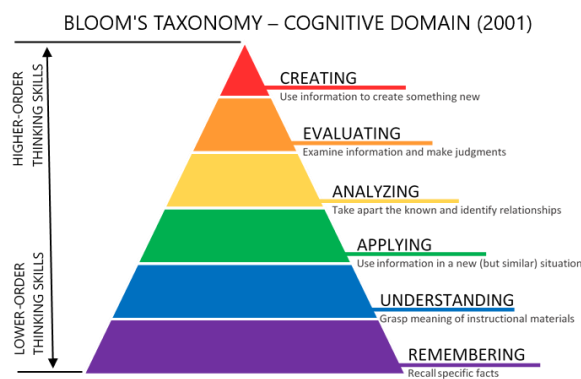 BLOOM'S TAXONOMY – COGNITIVE DOMAIN (2001)
HIGHER-ORDER
THINKING SKILLS
CREATING
Use information to create something new
EVALUATING
Examine information and make judgments
ANALYZING
Take apart the known and identify relationships
APPLYING
Use information in a new (but similar) situation
LOWER-ORDER
THINKING SKILLS
UNDERSTANDING
Grasp meaning of instructional materials
REMEMBERING
Recall specific facts